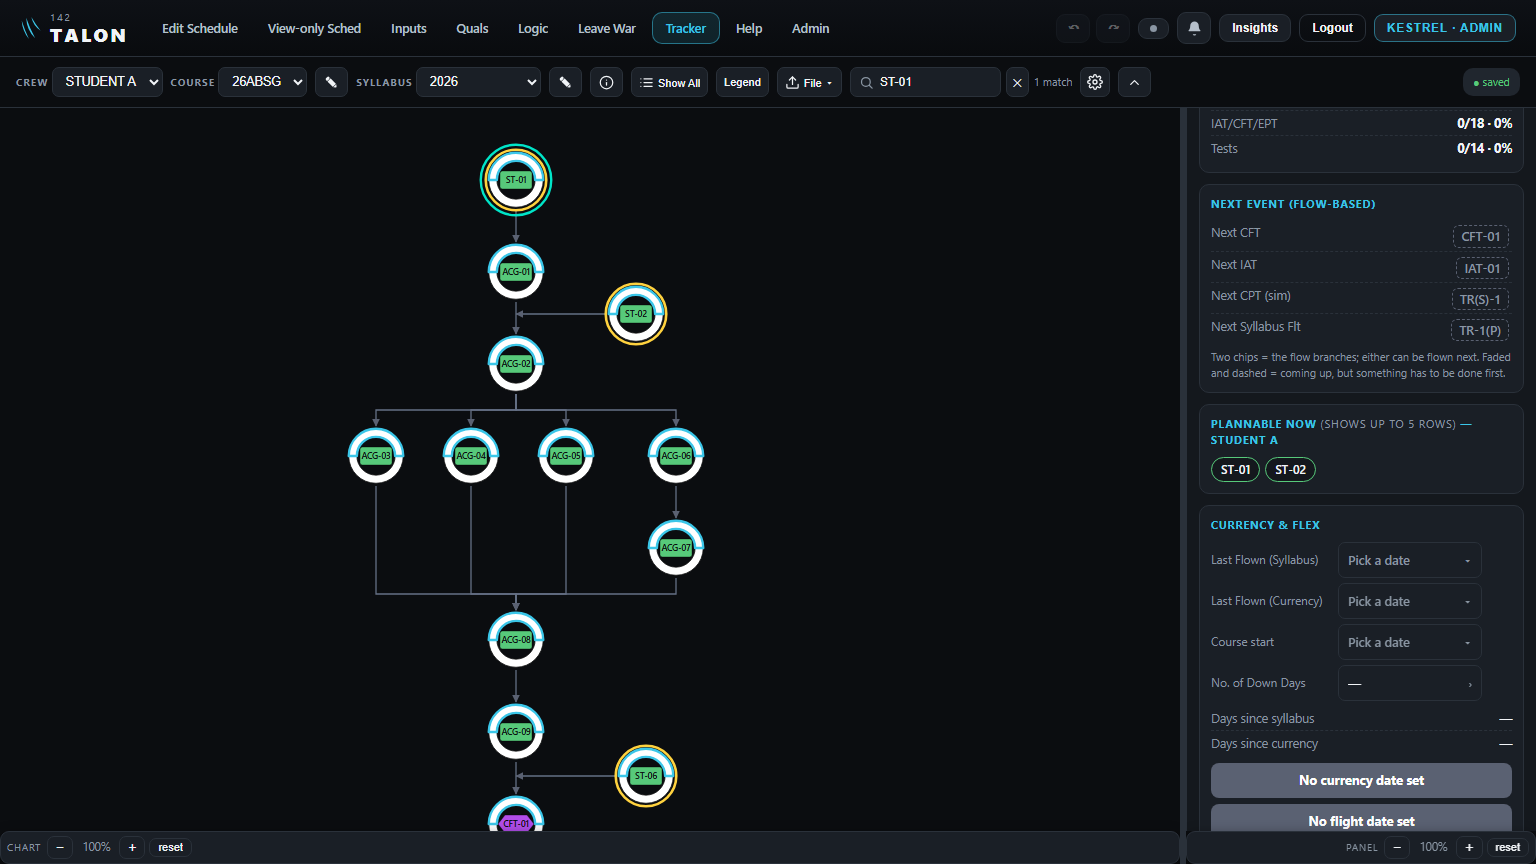 142
TALON
Edit Schedule
View-only Sched
Inputs
Quals
Logic
Leave War
Tracker
Help
Admin
Insights
Logout
KESTREL · ADMIN
CREW
STUDENT A
COURSE
26ABSG
SYLLABUS
2026
Show All
Legend
File
ST-01
1 match
saved
ST-01
ACG-01
ST-02
ACG-02
ACG-03
ACG-04
ACG-05
ACG-06
ACG-07
ACG-08
ACG-09
ST-06
CFT-01
IAT/CFT/EPT
0/18 · 0%
Tests
0/14 · 0%
NEXT EVENT (FLOW-BASED)
Next CFT
CFT-01
Next IAT
IAT-01
Next CPT (sim)
TR(S)-1
Next Syllabus Flt
TR-1(P)
Two chips = the flow branches; either can be flown next. Faded
and dashed = coming up, but something has to be done first.
PLANNABLE NOW (SHOWS UP TO 5 ROWS) —
STUDENT A
ST-01
ST-02
CURRENCY & FLEX
Last Flown (Syllabus)
Pick a date
Last Flown (Currency)
Pick a date
Course start
Pick a date
No. of Down Days
—
Days since syllabus
—
Days since currency
—
No currency date set
No flight date set
CHART
−
100%
+
reset
PANEL
−
100%
+
reset